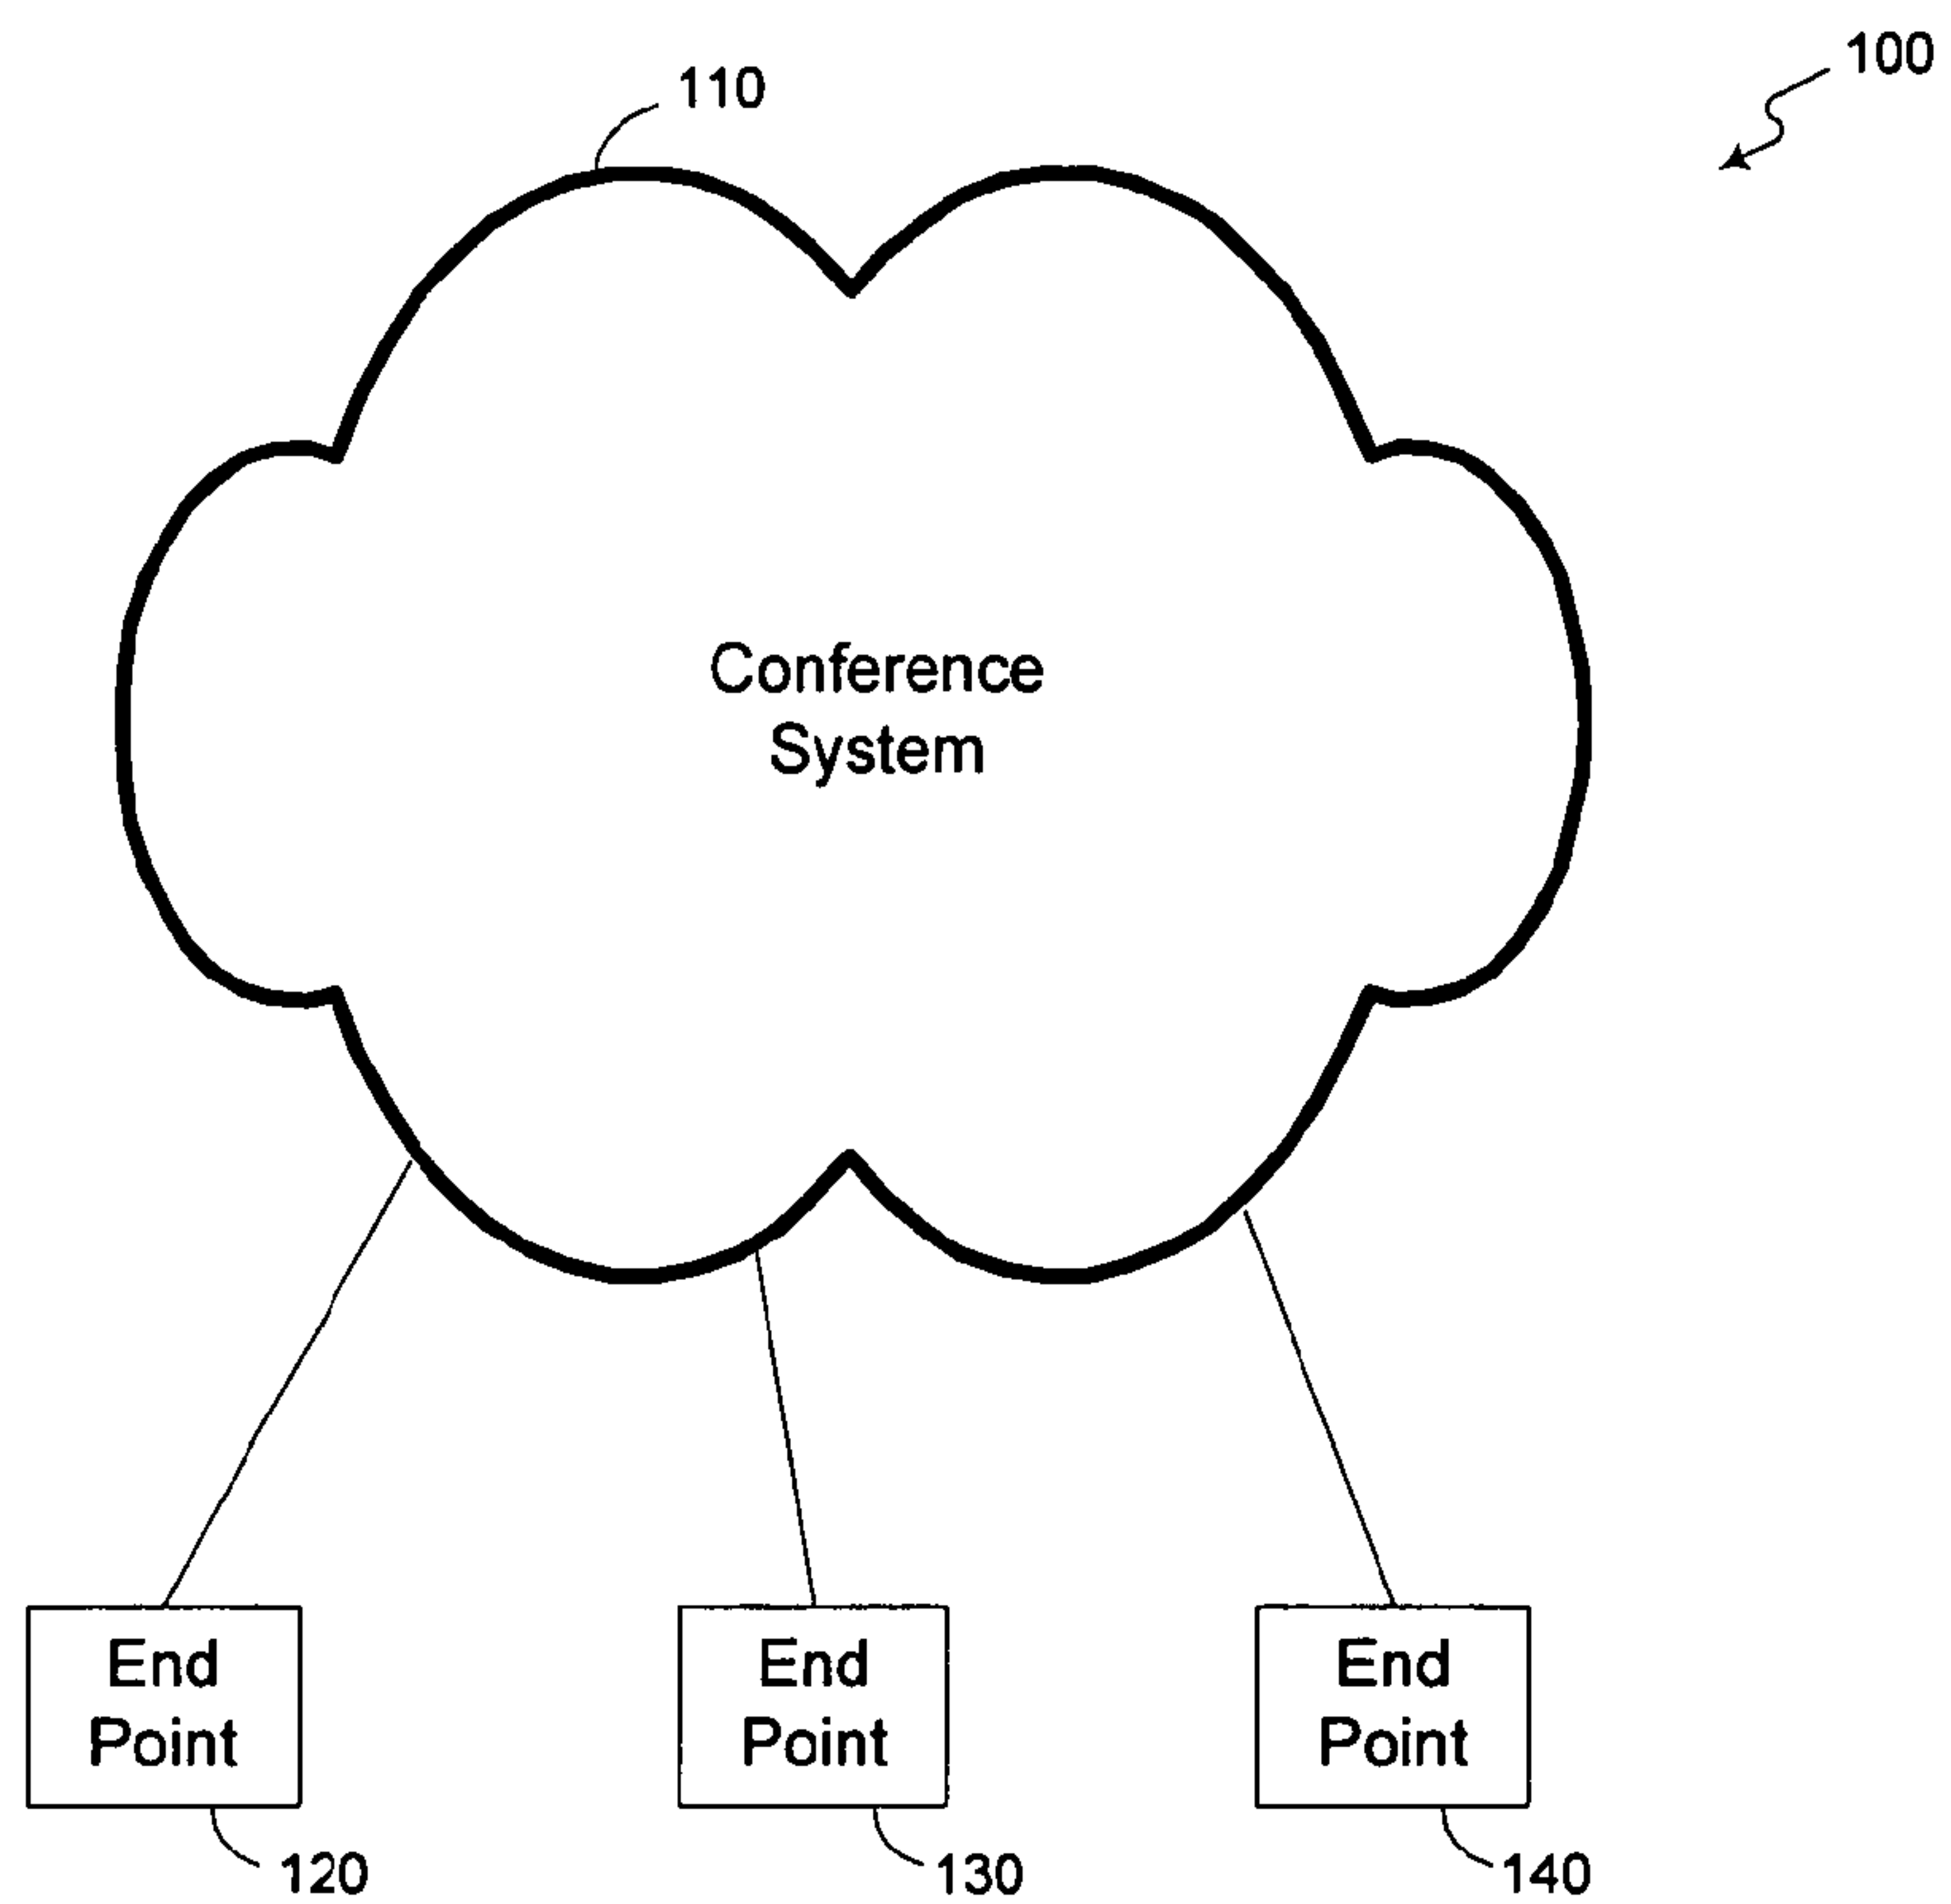 100
110
Conference
System
End
Point
End
Point
End
Point
120
130
140